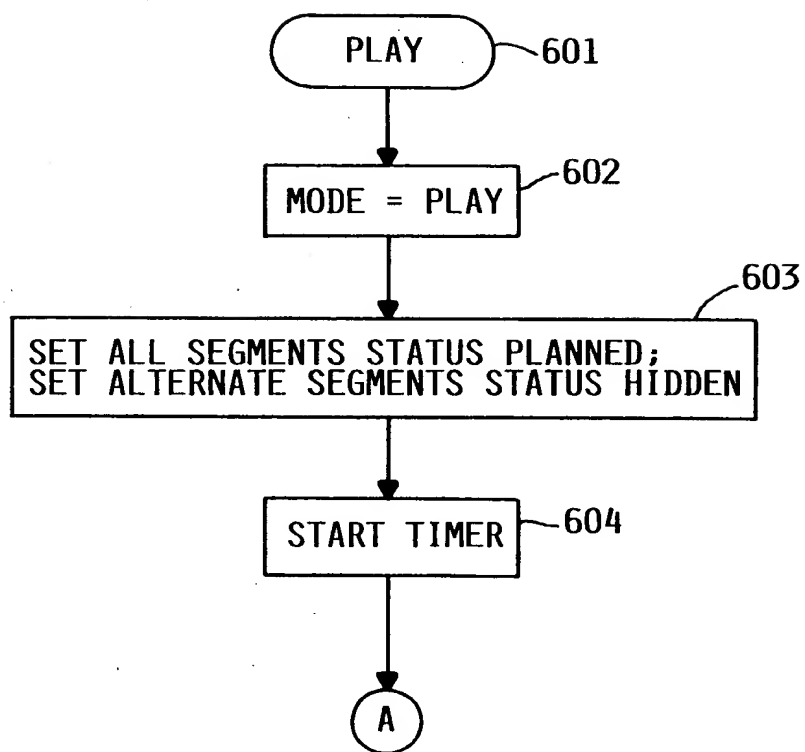 PLAY
601
MODE = PLAY
602
603
SET ALL SEGMENTS STATUS PLANNED;
SET ALTERNATE SEGMENTS STATUS HIDDEN
START TIMER
604
A